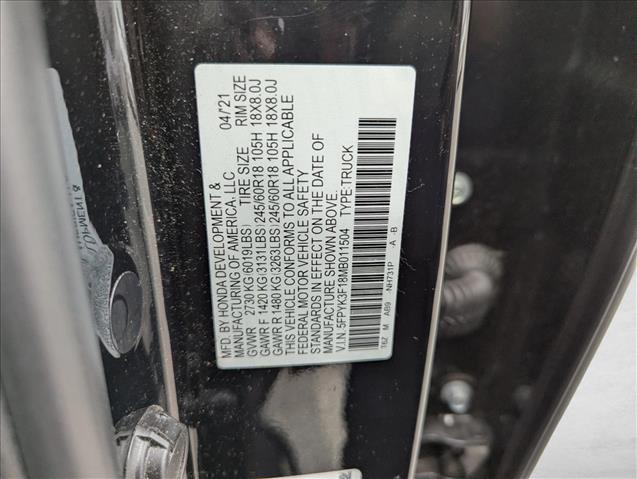 MFD. BY HONDA DEVELOPMENT & 04/21
MANUFACTURING OF AMERICA, LLC
GVWR 2730 KG(6019LBS) TIRE SIZE RIM SIZE
GAWR F 1420 KG(3131LBS) 245/60R18 105H 18X8.0J
GAWR R 1480 KG(3263LBS) 245/60R18 105H 18X8.0J
THIS VEHICLE CONFORMS TO ALL APPLICABLE
FEDERAL MOTOR VEHICLE SAFETY
STANDARDS IN EFFECT ON THE DATE OF
MANUFACTURE SHOWN ABOVE.
V.I.N. 5FPYK3F18MB011504 TYPE:TRUCK
T6Z M AB9 NH731P -A -B